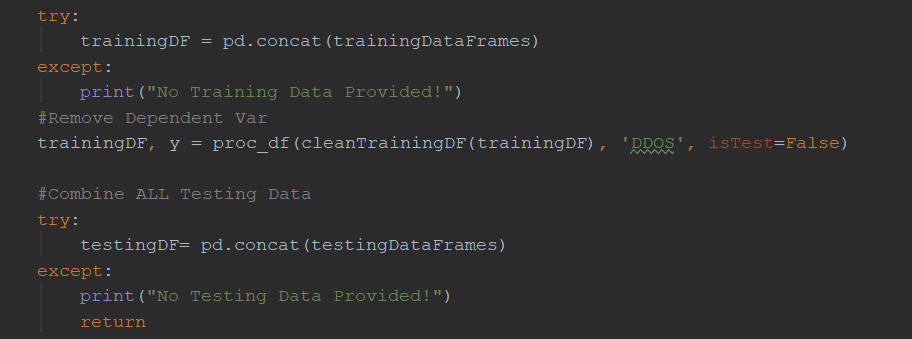 try:
    trainingDF = pd.concat(trainingDataFrames)
except:
    print("No Training Data Provided!")
#Remove Dependent Var
trainingDF, y = proc_df(cleanTrainingDF(trainingDF), 'DDOS', isTest=False)
#Combine ALL Testing Data
try:
    testingDF= pd.concat(testingDataFrames)
except:
    print("No Testing Data Provided!")
    return